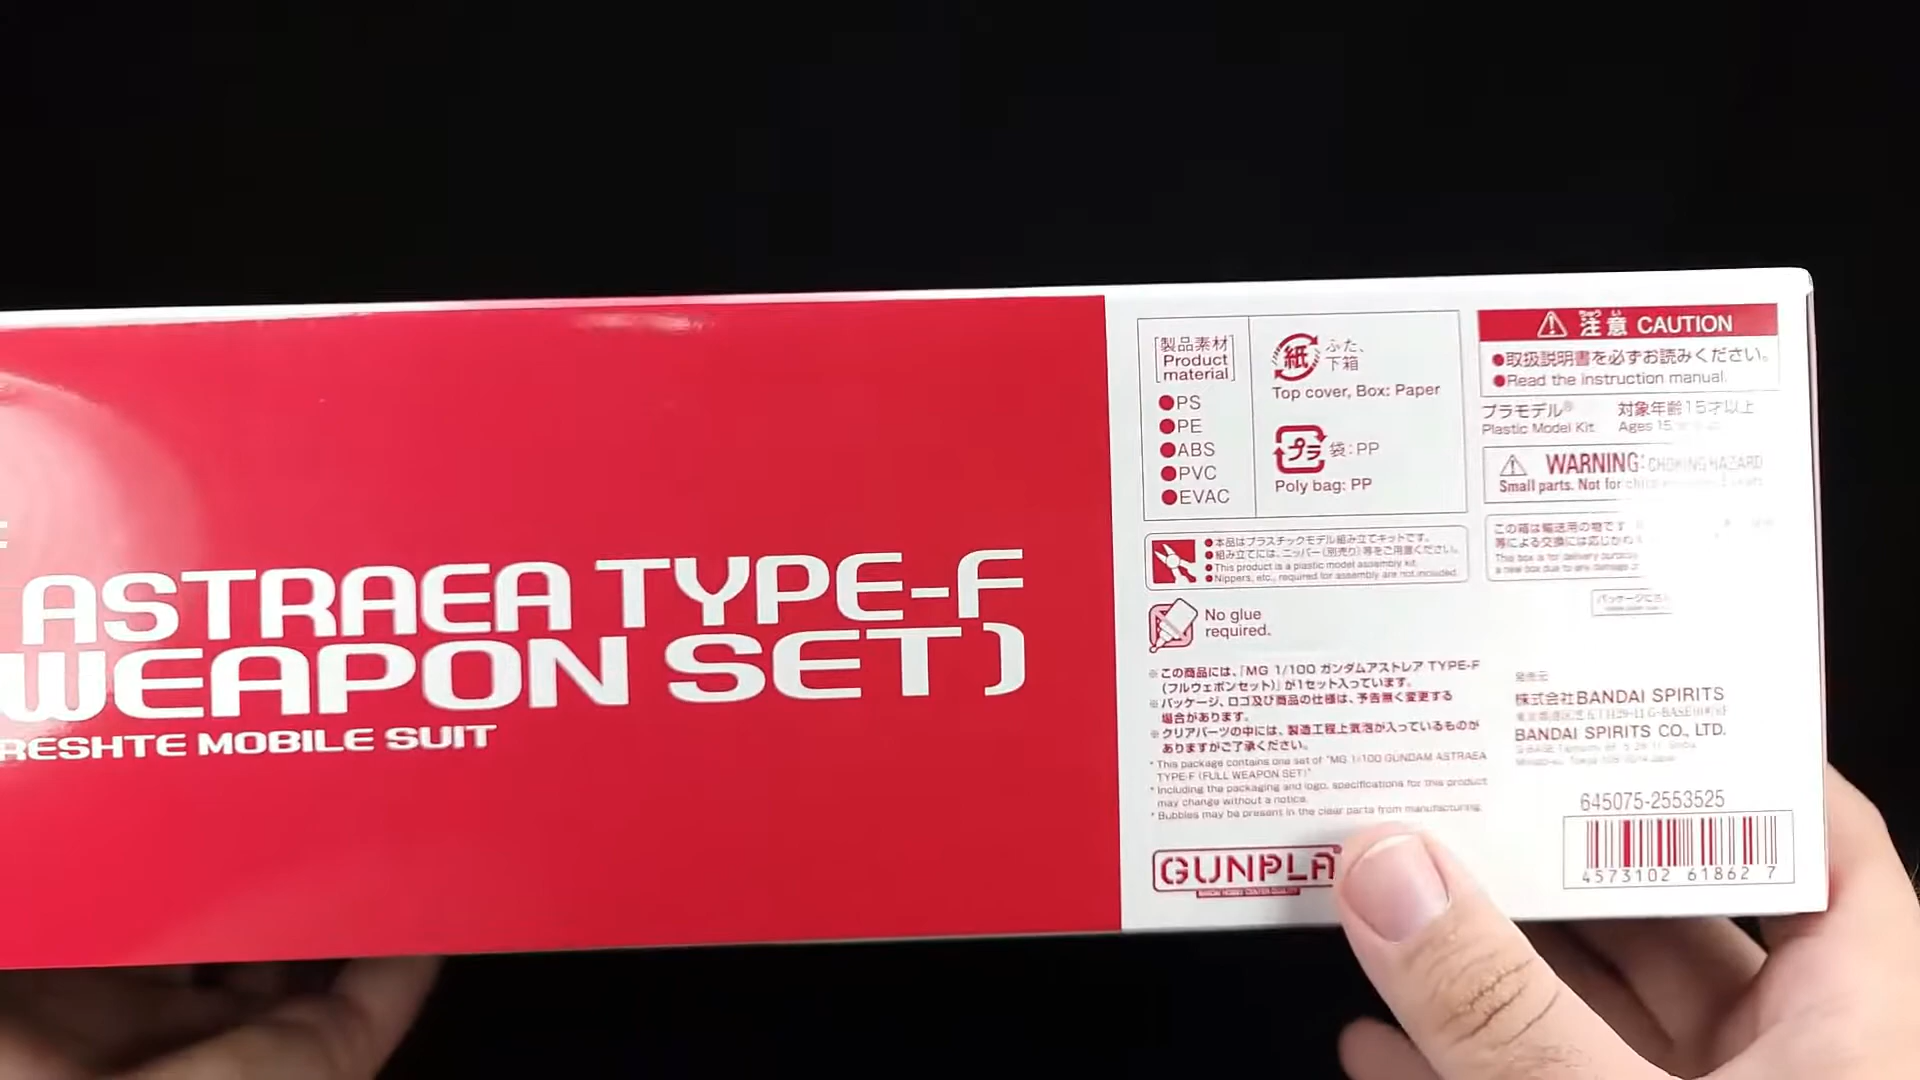 ASTRAEA TYPE-F
WEAPON SET)
RESHTE MOBILE SUIT
[製品素材]
Product
material
●PS
●PE
●ABS
●PVC
●EVAC
紙 ふた、
下箱
Top cover, Box: Paper
プラ 袋:PP
Poly bag: PP
●本品はプラスチックモデル組み立てキットです。
●組み立てには、ニッパー(別売り)等をご用意ください。
●This product is a plastic model assembly kit.
●Nippers, etc., required for assembly are not included.
No glue
required.
※この商品には、「MG 1/100 ガンダムアストレア TYPE-F
(フルウェポンセット)」が1セット入っています。
※パッケージ、ロゴ及び商品の仕様は、予告無く変更する
場合があります。
※クリアパーツの中には、製造工程上気泡が入っているものが
ありますがご了承ください。
* This package contains one set of "MG 1/100 GUNDAM ASTRAEA
TYPE-F (FULL WEAPON SET)"
* Including the packaging and logo, specifications for this product
may change without a notice.
* Bubbles may be present in the clear parts from manufacturing.
GUNPLA
BANDAI HOBBY CENTER QUALITY
注意 CAUTION
●取扱説明書を必ずお読みください。
●Read the instruction manual.
プラモデル® 対象年齢15才以上
Plastic Model Kit Ages 15
WARNING: CHOKING HAZARD
Small parts. Not for
この箱は輸送用の物です
等による交換には応じかね
This box is for delivery
a new box due to any damage
発売元
株式会社BANDAI SPIRITS
BANDAI SPIRITS CO., LTD.
645075-2553525
4573102 61862 7